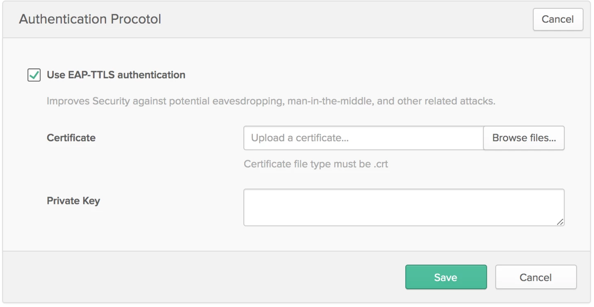 Authentication Procotol
Cancel
Use EAP-TTLS authentication
Improves Security against potential eavesdropping, man-in-the-middle, and other related attacks.
Certificate
Upload a certificate...
Browse files...
Certificate file type must be .crt
Private Key
Save
Cancel